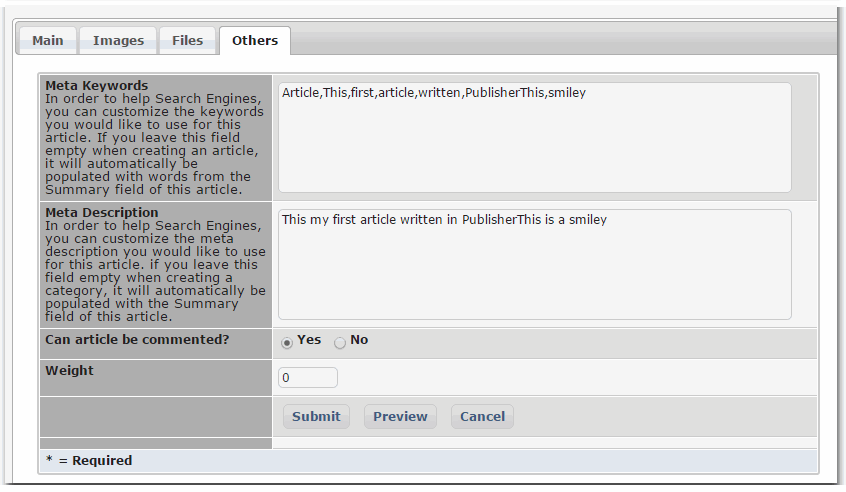 Main Images Files Others
Meta Keywords
In order to help Search Engines,
you can customize the keywords
you would like to use for this
article. If you leave this field
empty when creating an article,
it will automatically be
populated with words from the
Summary field of this article.
Article,This,first,article,written,PublisherThis,smiley
Meta Description
In order to help Search Engines,
you can customize the meta
description you would like to use
for this article. if you leave this
field empty when creating a
category, it will automatically be
populated with the Summary
field of this article.
This my first article written in PublisherThis is a smiley
Can article be commented? Yes No
Weight 0
Submit Preview Cancel
* = Required